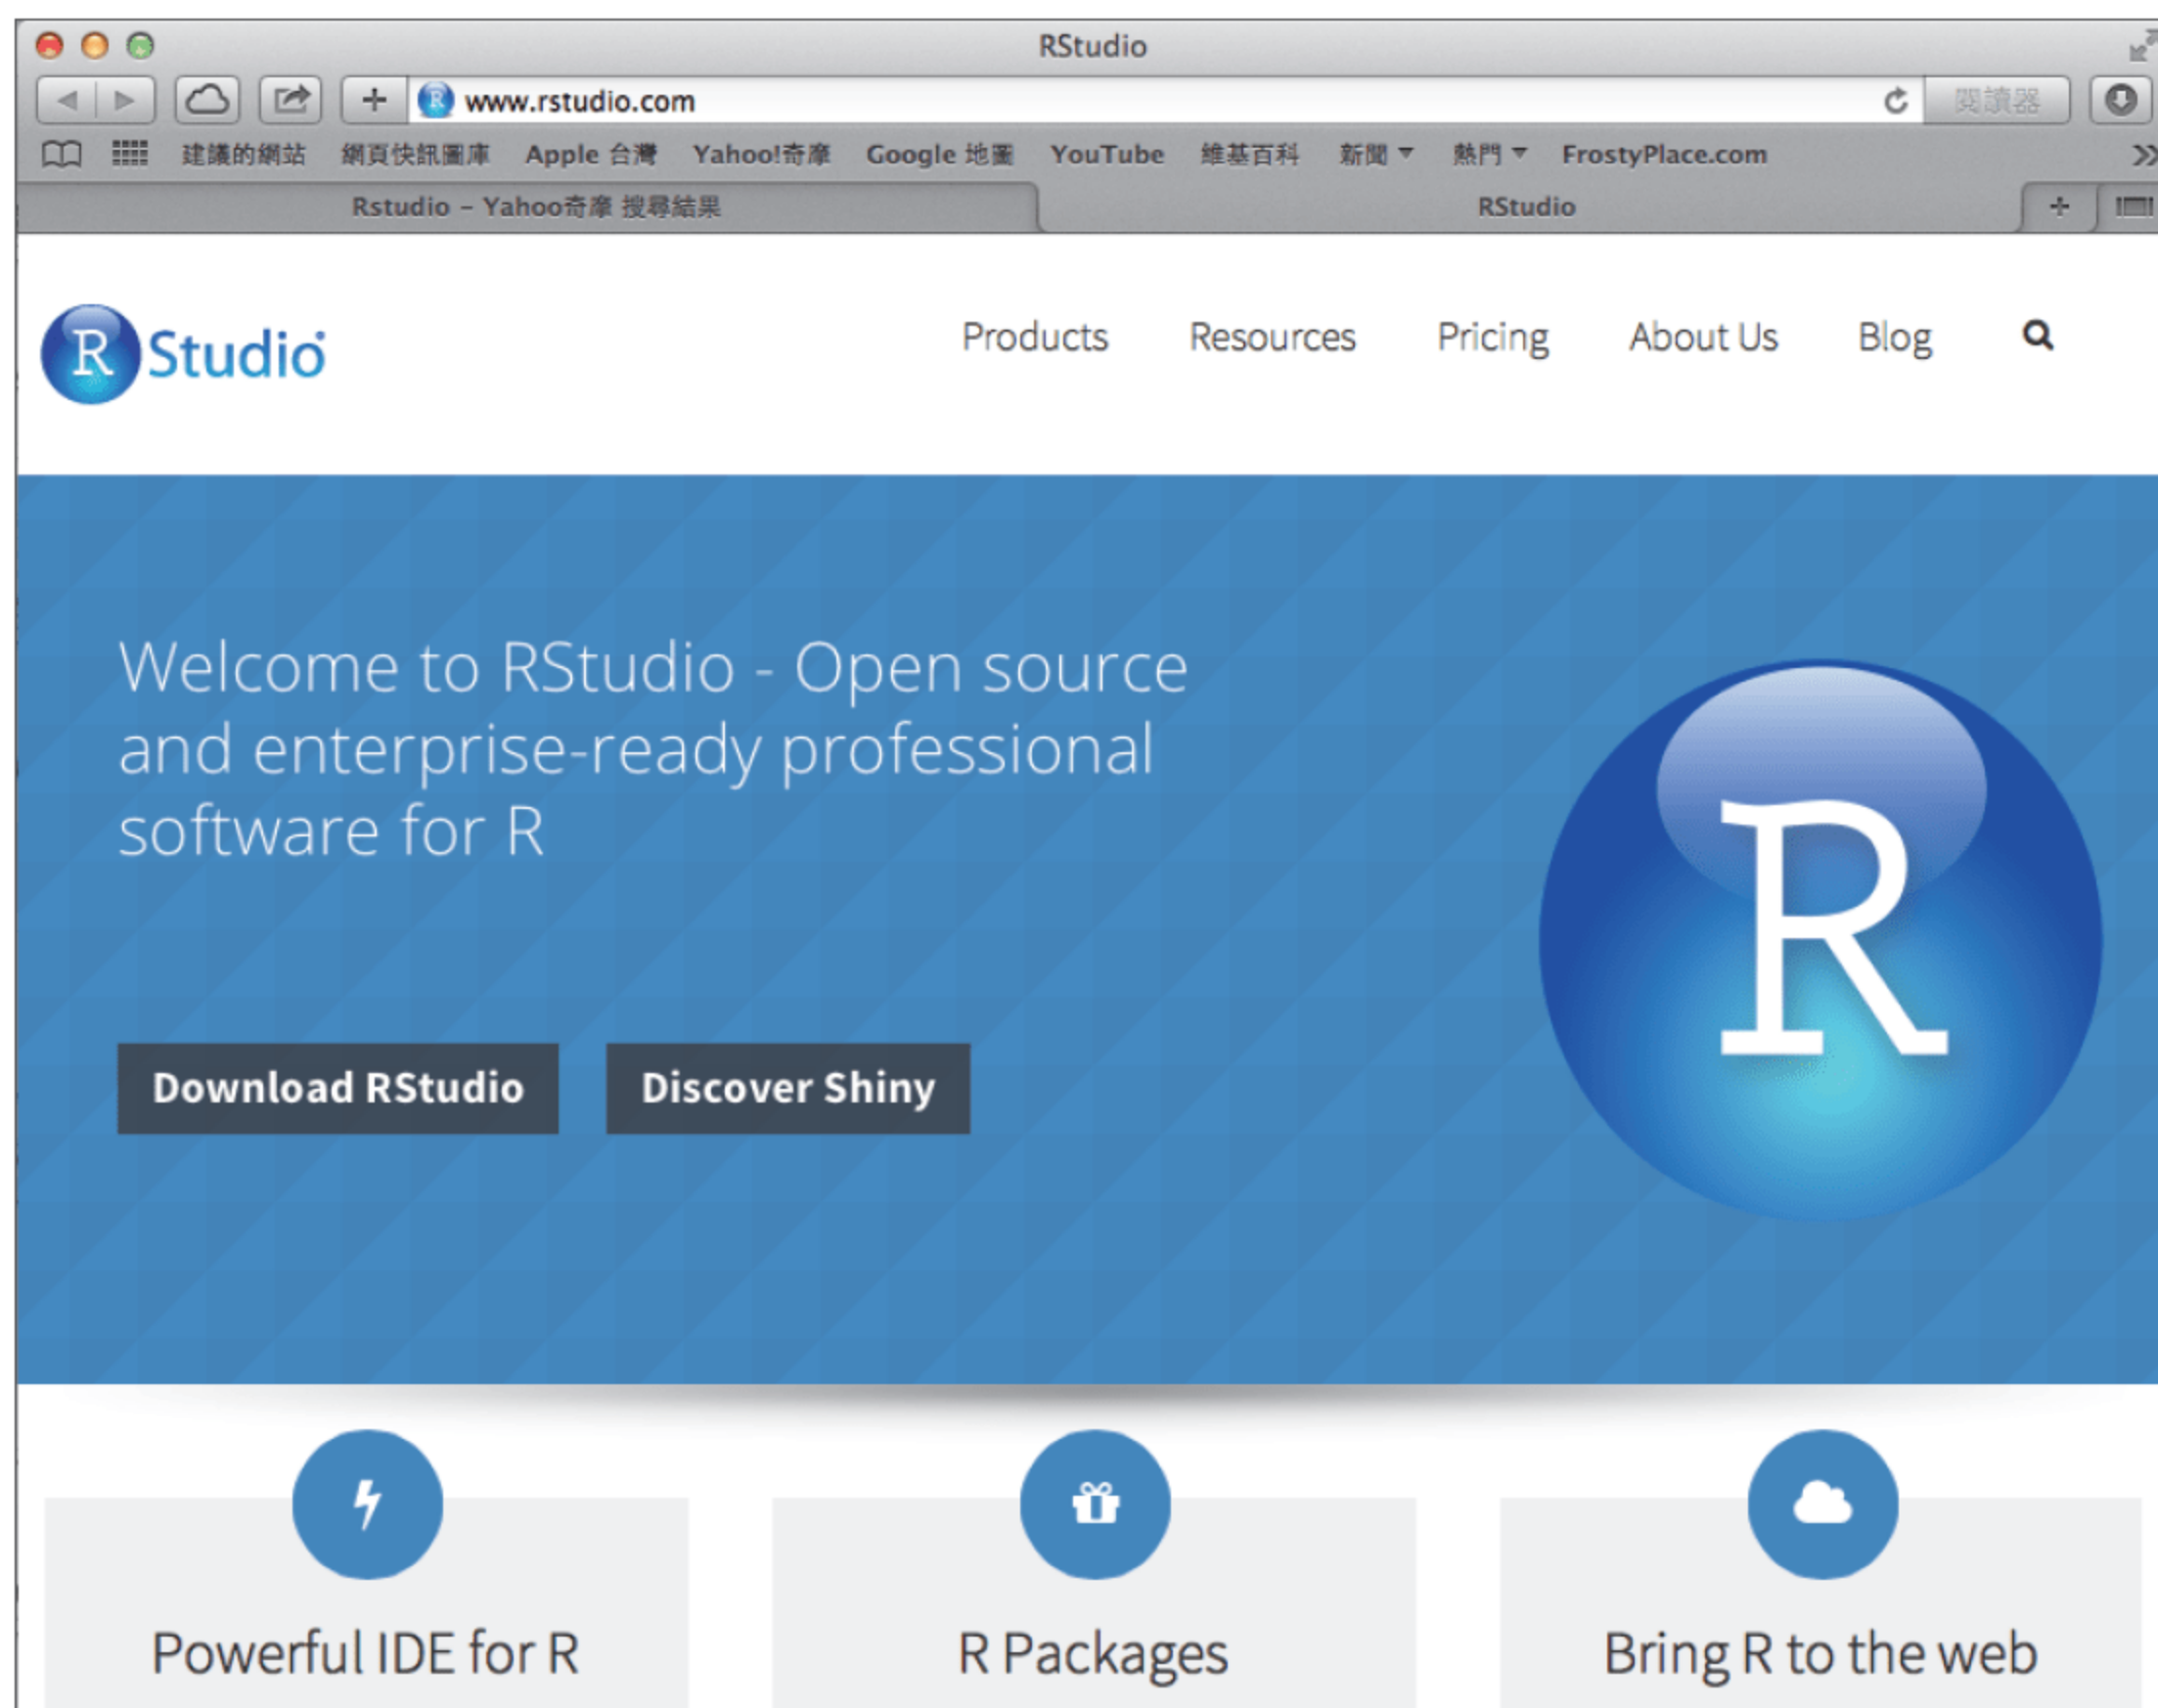 RStudio
www.rstudio.com 閱讀器
建議的網站 網頁快訊圖庫 Apple 台灣 Yahoo!奇摩 Google 地圖 YouTube 維基百科 新聞 熱門 FrostyPlace.com
Rstudio – Yahoo奇摩 搜尋結果 RStudio
R Studio Products Resources Pricing About Us Blog
Welcome to RStudio - Open source
and enterprise-ready professional
software for R
R
Download RStudio Discover Shiny
Powerful IDE for R R Packages Bring R to the web